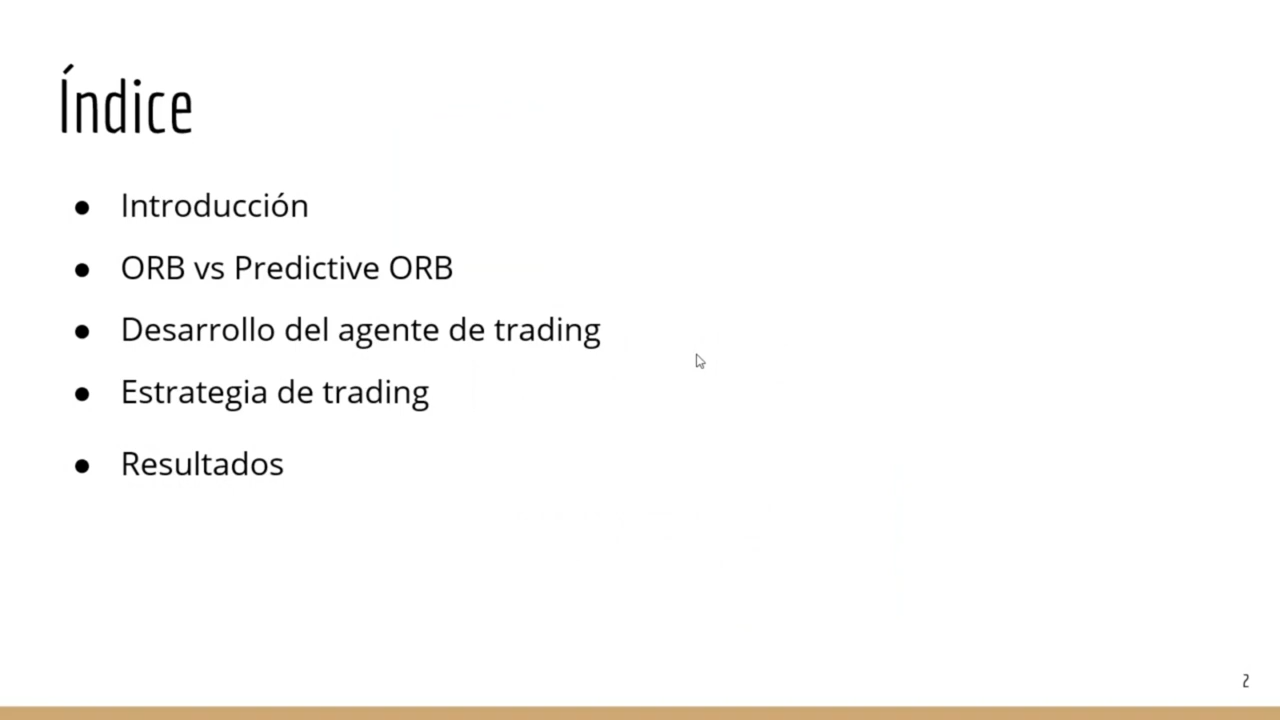 Índice
● Introducción
● ORB vs Predictive ORB
● Desarrollo del agente de trading
● Estrategia de trading
● Resultados
2